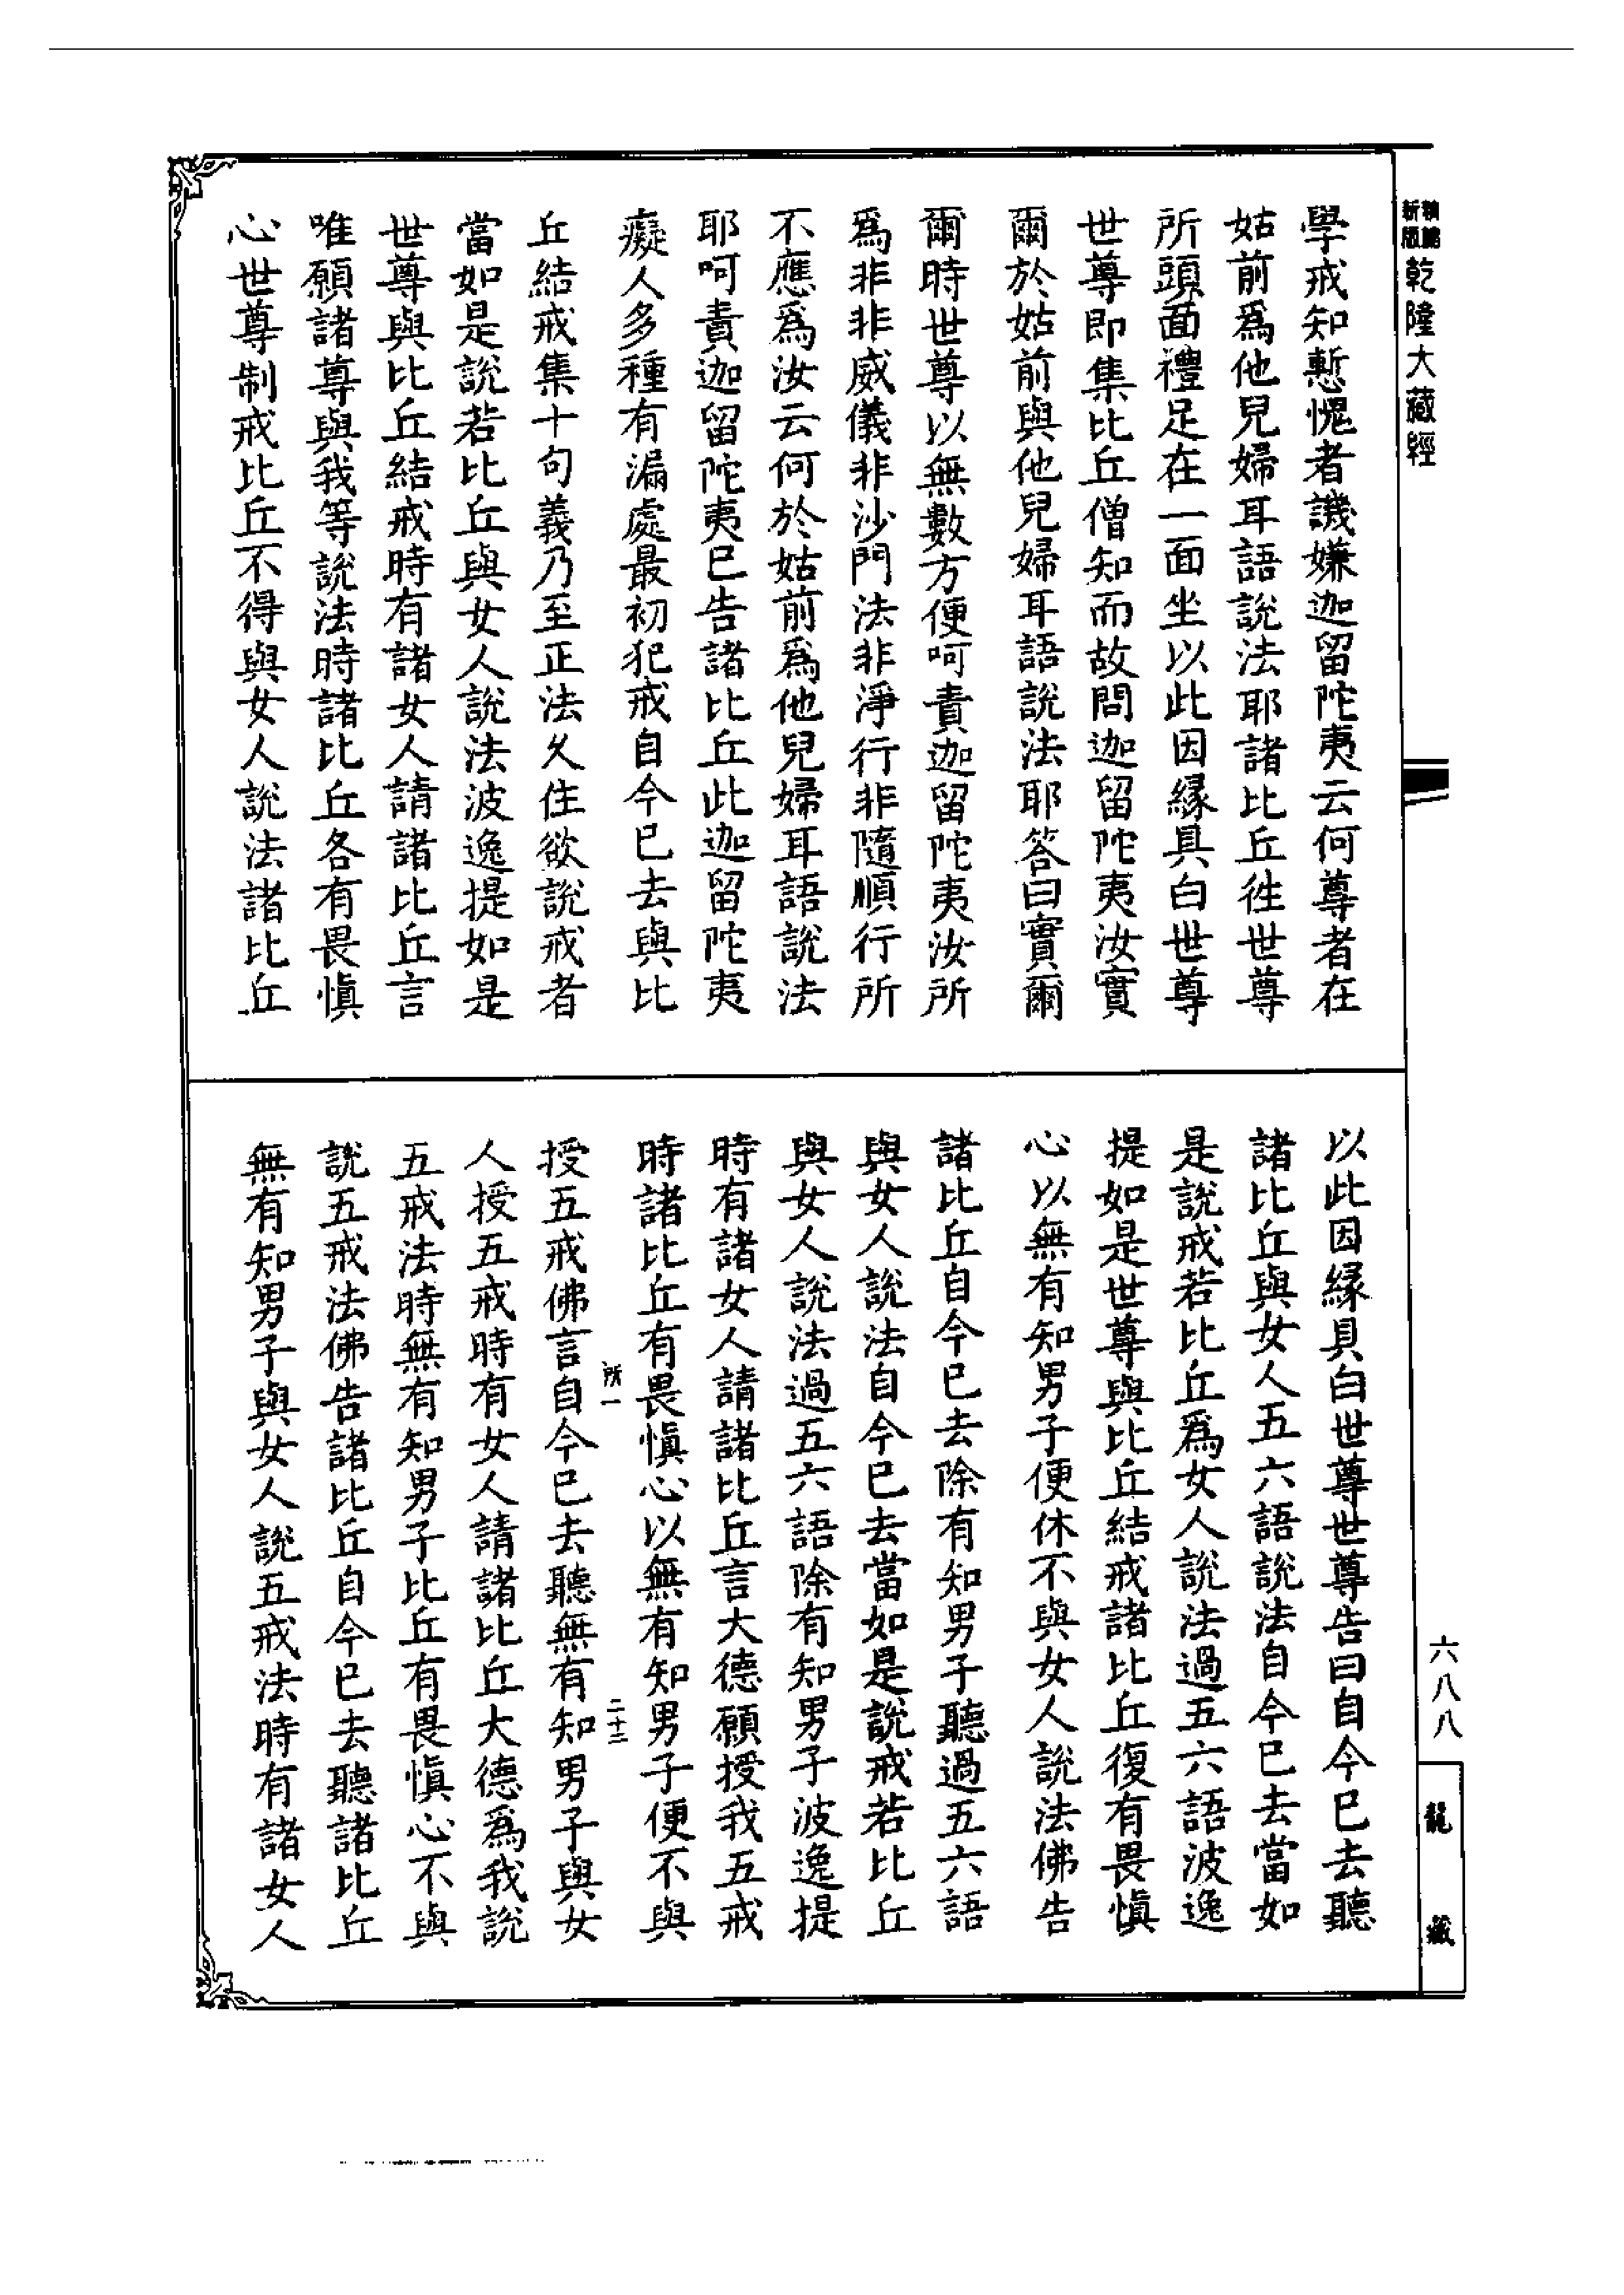 新編
新版
乾隆大藏經
學戒知慙愧者譏嫌迦留陀夷云何尊者在
姑前爲他兒婦耳語說法耶諸比丘徃世尊
所頭面禮足在一面坐以此因緣具白世尊
世尊即集比丘僧知而故問迦留陀夷汝實
爾於姑前與他兒婦耳語說法耶答曰實爾
爾時世尊以無數方便呵責迦留陀夷汝所
爲非非威儀非沙門法非淨行非隨順行所
不應爲汝云何於姑前爲他兒婦耳語說法
耶呵責迦留陀夷巳告諸比丘此迦留陀夷
癡人多種有漏處最初犯戒自今巳去與比
丘結戒集十句義乃至正法久住欲說戒者
當如是說若比丘與女人說法波逸提如是
世尊與比丘結戒時有諸女人請諸比丘言
唯願諸尊與我等說法時諸比丘各有畏愼
心世尊制戒比丘不得與女人說法諸比丘
以此因緣具白世尊世尊告曰自今巳去聽
諸比丘與女人五六語說法自今巳去當如
是說戒若比丘爲女人說法過五六語波逸
提如是世尊與比丘結戒諸比丘復有畏愼
心以無有知男子便休不與女人說法佛告
諸比丘自今巳去除有知男子聽過五六語
與女人說法自今巳去當如是說戒若比丘
與女人說法過五六語除有知男子波逸提
時有諸女人請諸比丘言大德願授我五戒
時諸比丘有畏愼心以無有知男子便不與
所一
二十三
授五戒佛言自今巳去聽無有知男子與女
人授五戒時有女人請諸比丘大德爲我說
五戒法時無有知男子比丘有畏愼心不與
說五戒法佛告諸比丘自今巳去聽諸比丘
無有知男子與女人說五戒法時有諸女人
六八八
龍藏